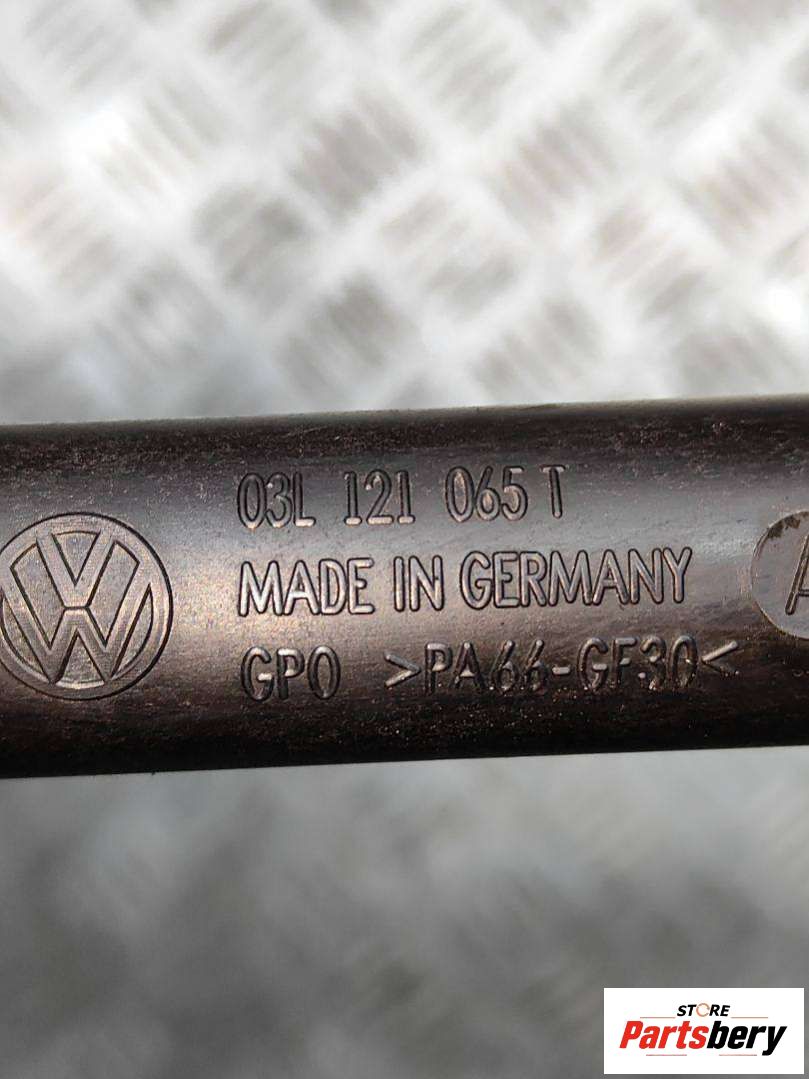 03L 121 065 T
MADE IN GERMANY
GPO >PA66-GF30<
STORE
Partsbery